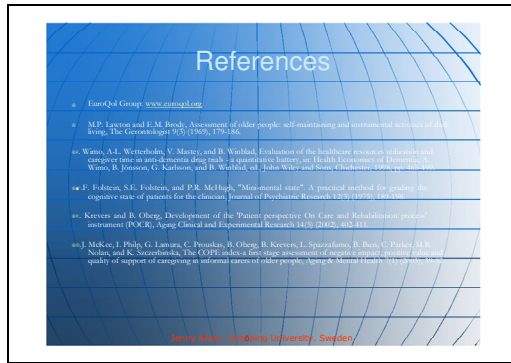 References
EuroQol Group. www.euroqol.org
M.P. Lawton and E.M. Brody, Assessment of older people: self-maintaining and instrumental activities of daily
living, The Gerontologist 9(3) (1969), 179-186.
Wimo, A-L. Wetterholm, V. Mastey, and B. Winblad, Evaluation of the healthcare resources utilization and
caregiver time in anti-dementia drug trials - a quantitative battery, in: Health Economics of Dementia, A.
Wimo, B. Jönsson, G. Karlsson, and B. Winblad, ed., John Wiley and Sons, Chichester, 1998, pp. 465-499.
.F. Folstein, S.E. Folstein, and P.R. McHugh, "Mini-mental state". A practical method for grading the
cognitive state of patients for the clinician. Journal of Psychiatric Research 12(3) (1975), 189-198.
Krevers and B. Oberg, Development of the 'Patient perspective On Care and Rehabilitation process'
instrument (POCR), Aging Clinical and Experimental Research 14(5) (2002), 402-411.
.J. McKee, I. Philp, G. Lamura, C. Prouskas, B. Oberg, B. Krevers, L. Spazzafumo, B. Bien, C. Parker, M.R.
Nolan, and K. Szczerbinska, The COPE index-a first stage assessment of negative impact, positive value and
quality of support of caregiving in informal carers of older people, Aging & Mental Health 7(1) (2003), 39-52.
Linköping University, Sweden